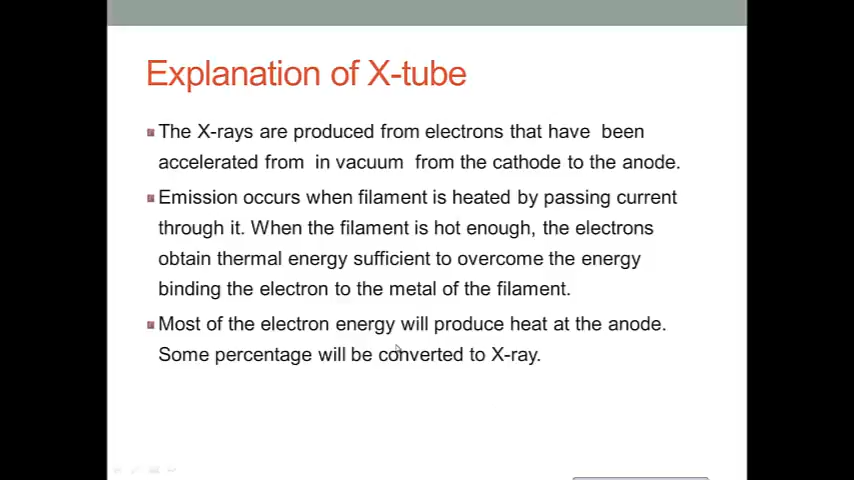 Explanation of X-tube
The X-rays are produced from electrons that have been
accelerated from in vacuum from the cathode to the anode.
Emission occurs when filament is heated by passing current
through it. When the filament is hot enough, the electrons
obtain thermal energy sufficient to overcome the energy
binding the electron to the metal of the filament.
Most of the electron energy will produce heat at the anode.
Some percentage will be converted to X-ray.